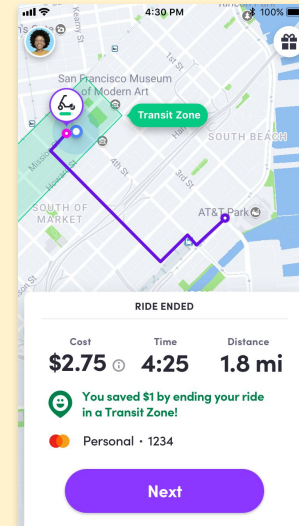 4:30 PM
100%
Kearny St
1st St
San Francisco Museum
of Modern Art
Transit Zone
SOUTH BEACH
Mission St
Howard St
4th St
3rd St
SOUTH OF
MARKET
AT&T Park
RIDE ENDED
Cost Time Distance
$2.75 4:25 1.8 mi
You saved $1 by ending your ride
in a Transit Zone!
Personal • 1234
Next